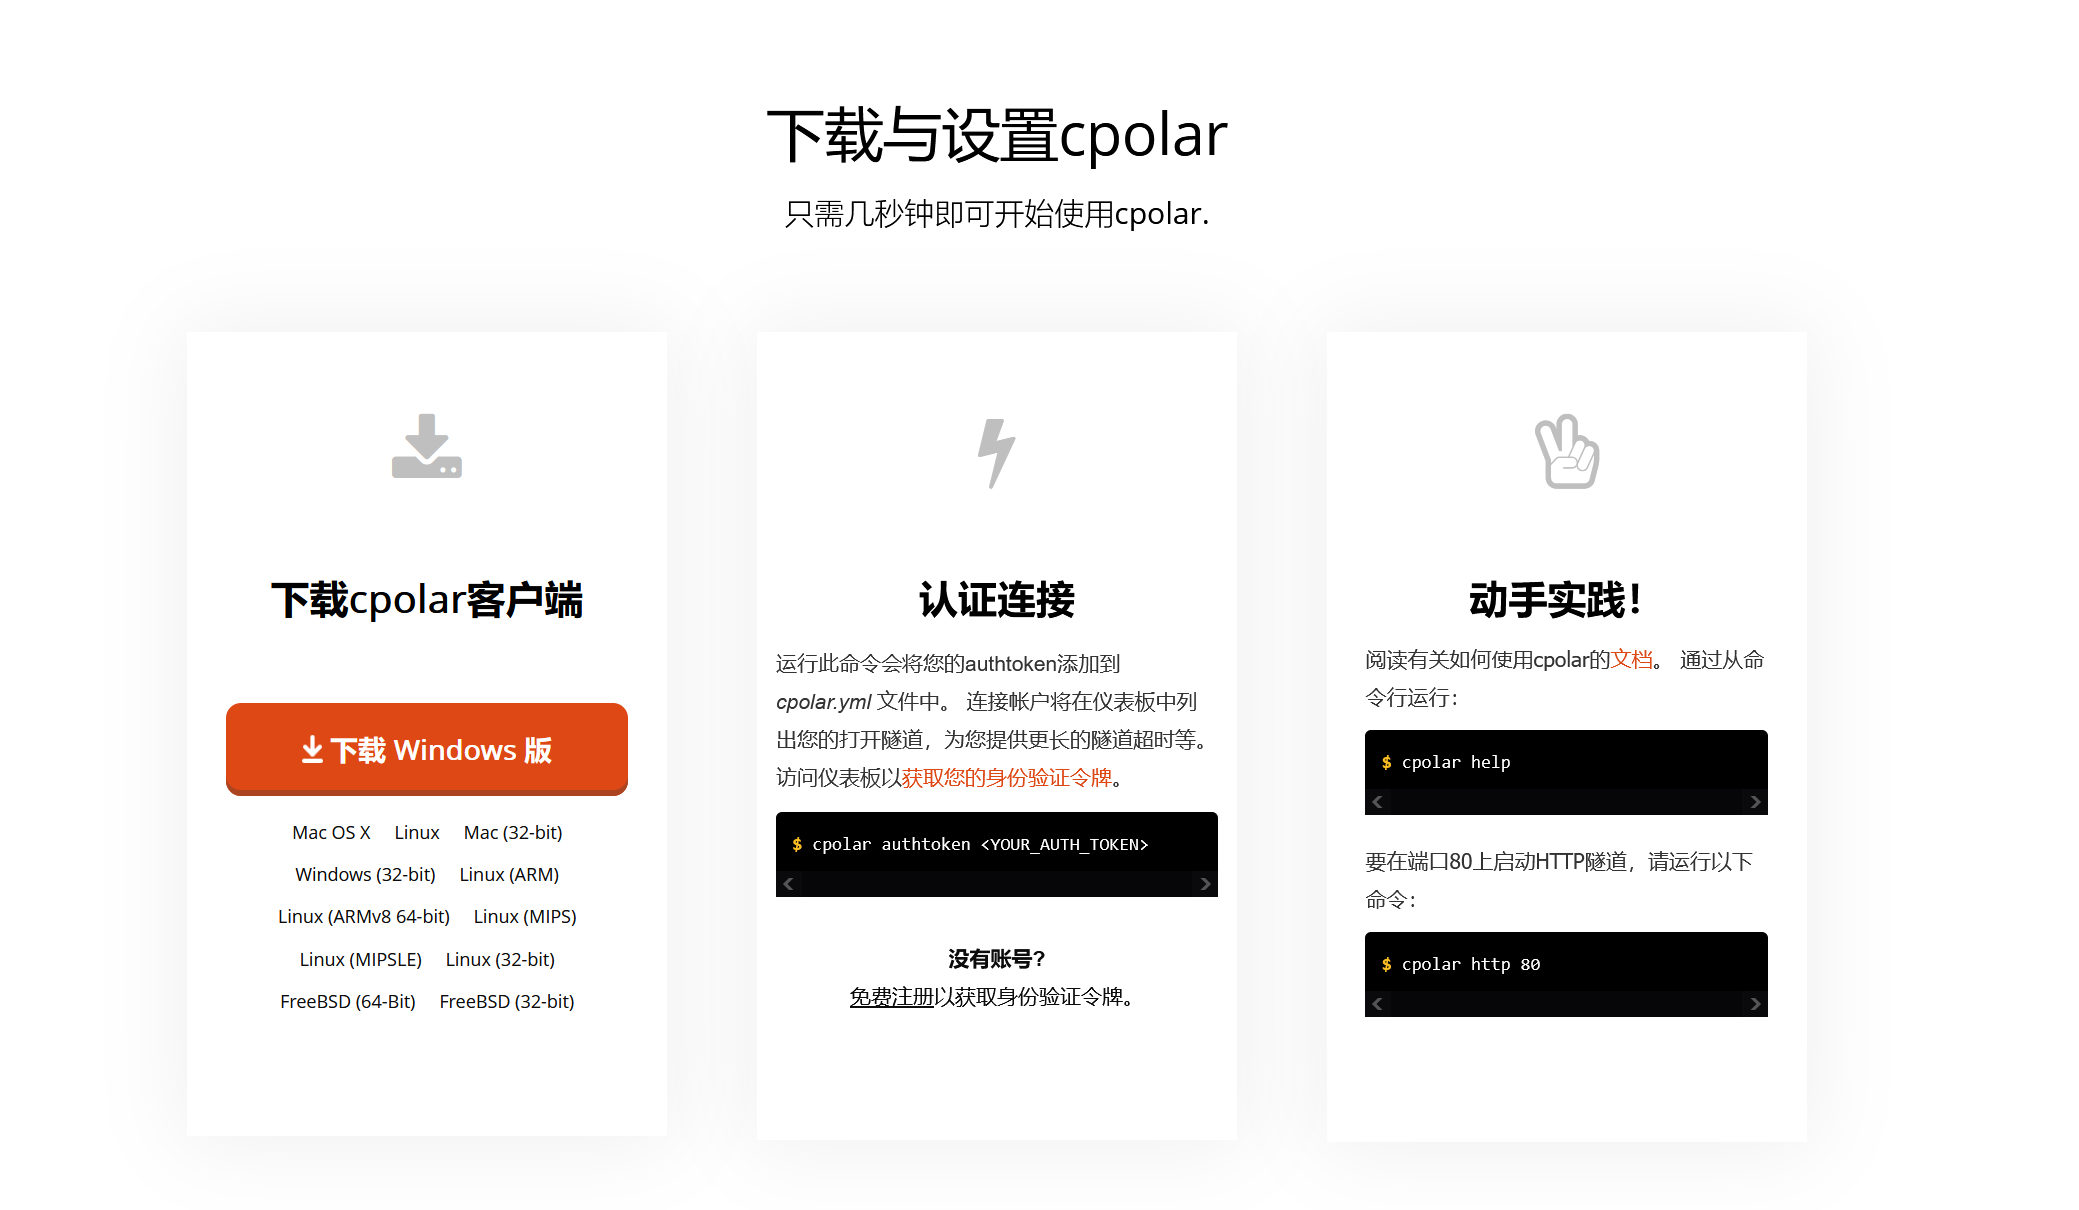 下载与设置cpolar
只需几秒钟即可开始使用cpolar.
下载cpolar客户端
下载 Windows 版
Mac OS X Linux Mac (32-bit)
Windows (32-bit) Linux (ARM)
Linux (ARMv8 64-bit) Linux (MIPS)
Linux (MIPSLE) Linux (32-bit)
FreeBSD (64-Bit) FreeBSD (32-bit)
认证连接
运行此命令会将您的authtoken添加到
cpolar.yml 文件中。 连接帐户将在仪表板中列
出您的打开隧道，为您提供更长的隧道超时等。
访问仪表板以获取您的身份验证令牌。
$ cpolar authtoken <YOUR_AUTH_TOKEN>
没有账号?
免费注册以获取身份验证令牌。
动手实践！
阅读有关如何使用cpolar的文档。 通过从命
令行运行：
$ cpolar help
要在端口80上启动HTTP隧道，请运行以下
命令：
$ cpolar http 80